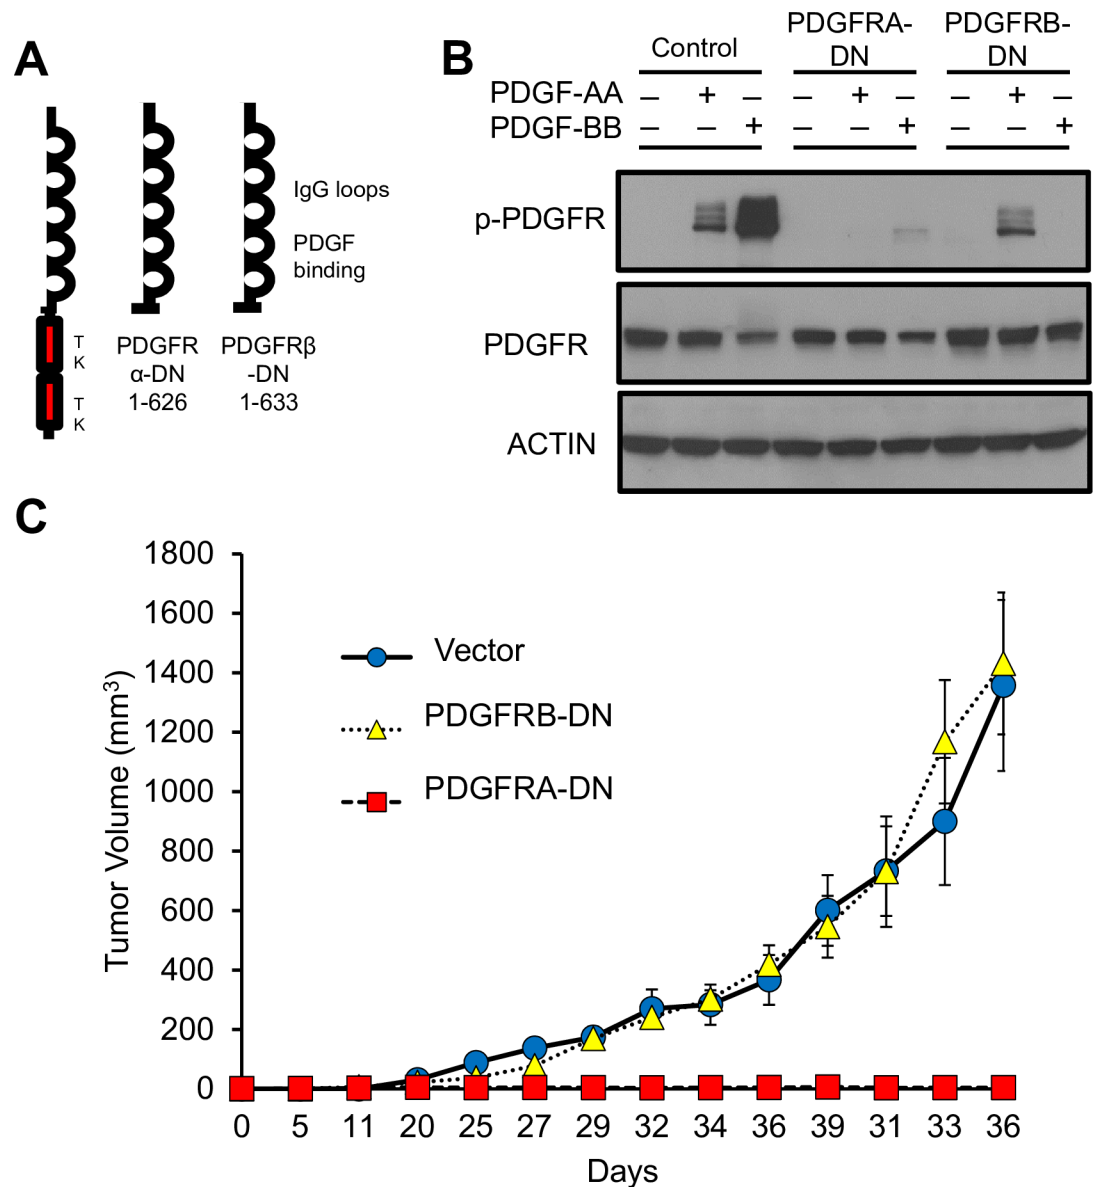 A
IgG loops
PDGF
binding
T
K
T
K
PDGFR
α-DN
1-626
PDGFRβ
-DN
1-633
B
Control
PDGFRA-
DN
PDGFRB-
DN
PDGF-AA – + – – + – – + –
PDGF-BB – – + – – + – – +
p-PDGFR
PDGFR
ACTIN
C
1800
1600
1400
1200
1000
800
600
400
200
0
Tumor Volume (mm³)
Vector
PDGFRB-DN
PDGFRA-DN
0 5 11 20 25 27 29 32 34 36 39 31 33 36
Days